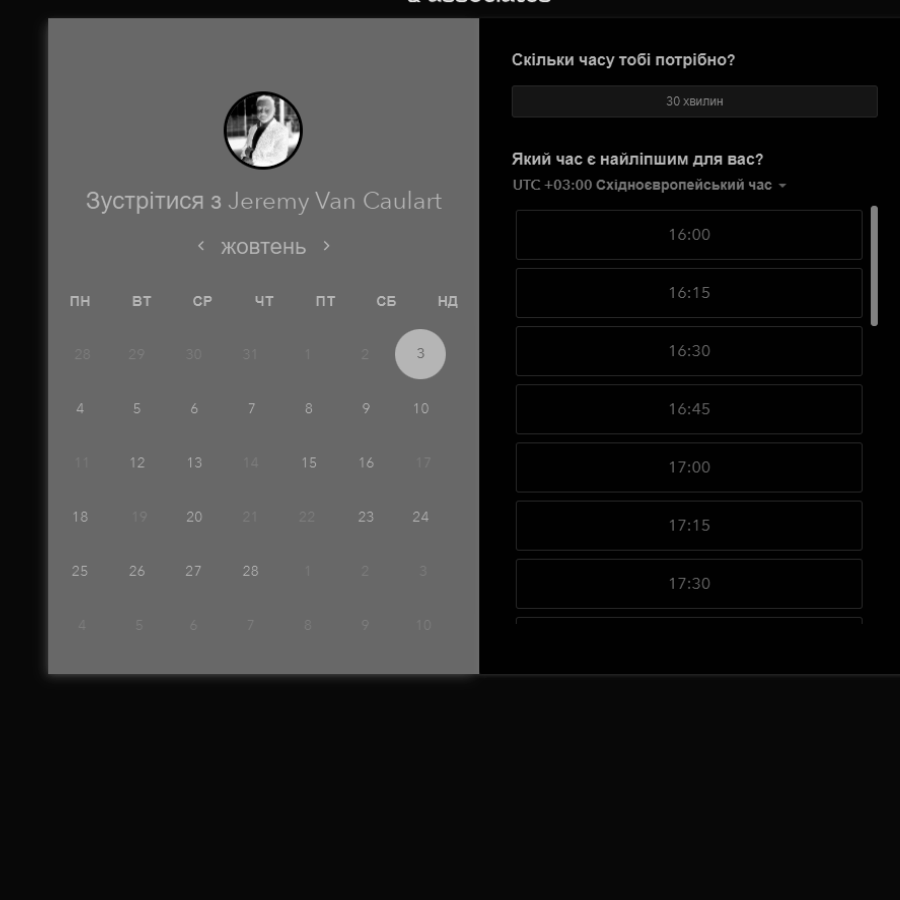 & associates
Зустрітися з Jeremy Van Caulart
жовтень
ПН ВТ СР ЧТ ПТ СБ НД
28 29 30 31 1 2 3
4 5 6 7 8 9 10
11 12 13 14 15 16 17
18 19 20 21 22 23 24
25 26 27 28 1 2 3
4 5 6 7 8 9 10
Скільки часу тобі потрібно?
30 хвилин
Який час є найліпшим для вас?
UTC +03:00 Східноєвропейський час
16:00
16:15
16:30
16:45
17:00
17:15
17:30